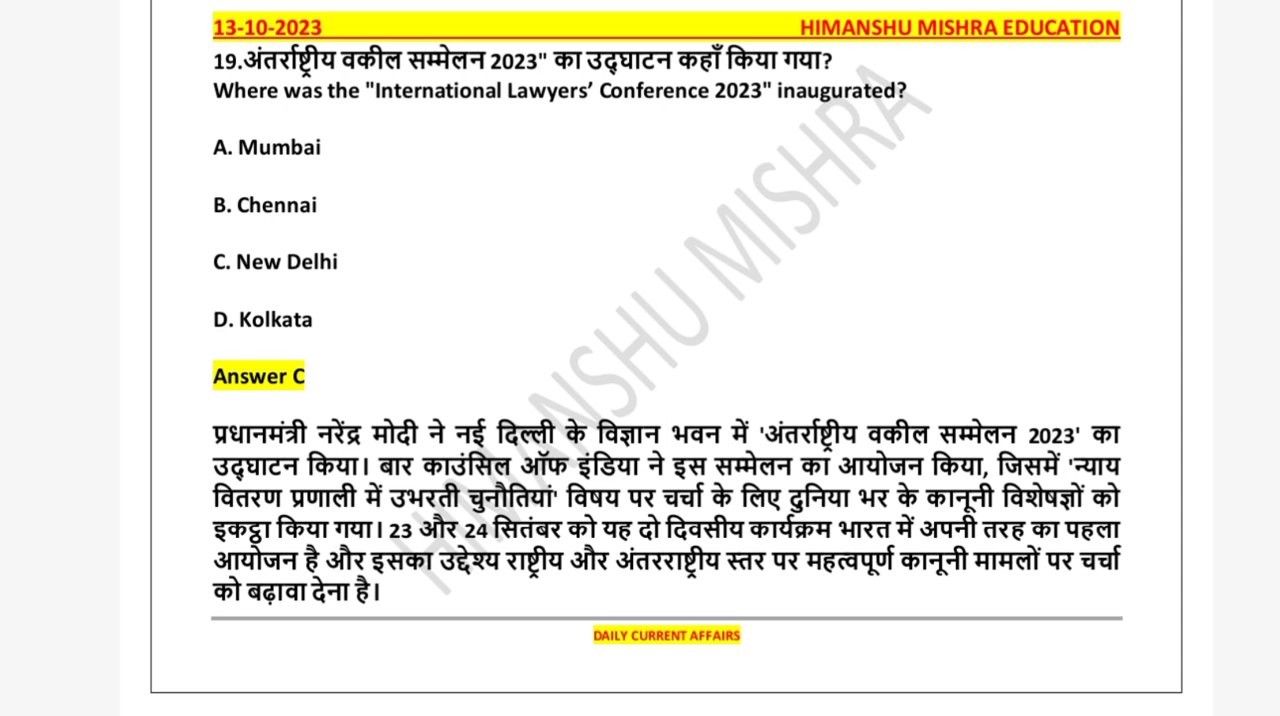 13-10-2023 HIMANSHU MISHRA EDUCATION
19.अंतर्राष्ट्रीय वकील सम्मेलन 2023" का उद्घाटन कहाँ किया गया?
Where was the "International Lawyers’ Conference 2023" inaugurated?
A. Mumbai
B. Chennai
C. New Delhi
D. Kolkata
Answer C
प्रधानमंत्री नरेंद्र मोदी ने नई दिल्ली के विज्ञान भवन में 'अंतर्राष्ट्रीय वकील सम्मेलन 2023' का
उद्घाटन किया। बार काउंसिल ऑफ इंडिया ने इस सम्मेलन का आयोजन किया, जिसमें 'न्याय
वितरण प्रणाली में उभरती चुनौतियां' विषय पर चर्चा के लिए दुनिया भर के कानूनी विशेषज्ञों को
इकट्ठा किया गया। 23 और 24 सितंबर को यह दो दिवसीय कार्यक्रम भारत में अपनी तरह का पहला
आयोजन है और इसका उद्देश्य राष्ट्रीय और अंतरराष्ट्रीय स्तर पर महत्वपूर्ण कानूनी मामलों पर चर्चा
को बढ़ावा देना है।
DAILY CURRENT AFFAIRS
HIMANSHU MISHRA